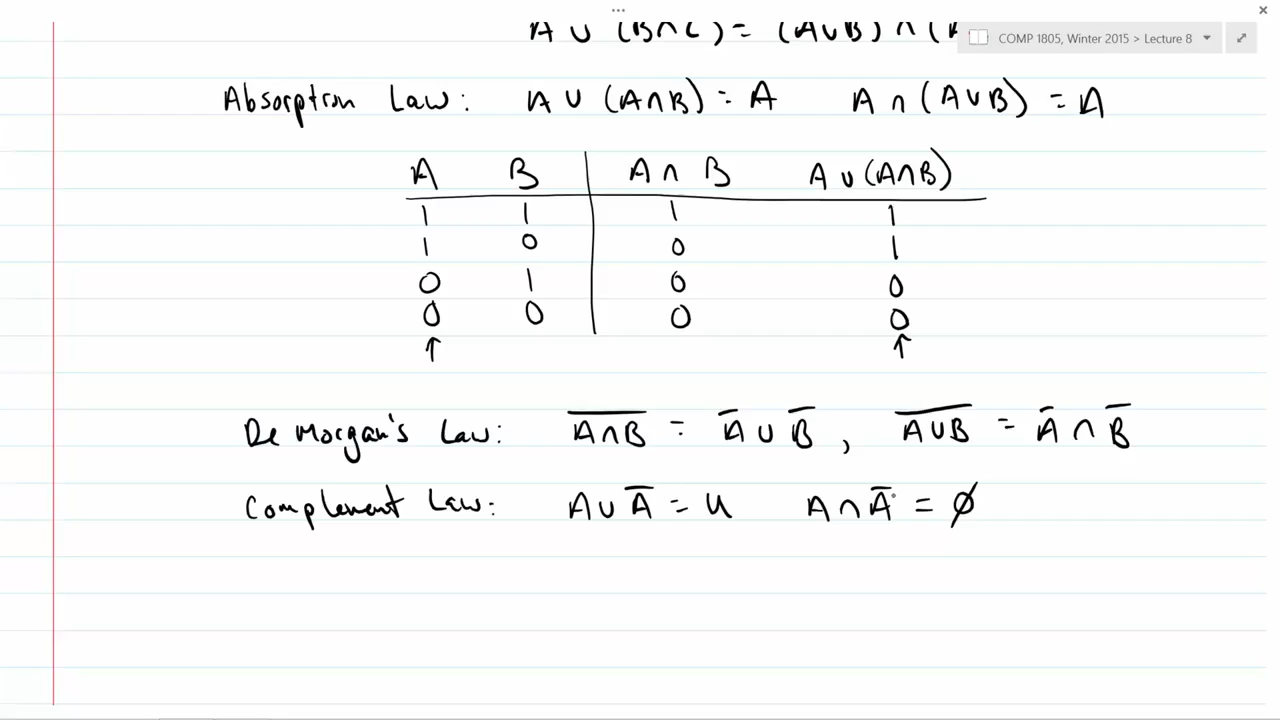 COMP 1805, Winter 2015 > Lecture 8
A ∪ (B∩C) = (A∪B) ∩ (
Absorption Law: A ∪ (A∩B) = A A ∩ (A∪B) = A
A B A ∩ B A ∪ (A∩B)
1 1 1 1
1 0 0 1
0 1 0 0
0 0 0 0
↑ ↑
De Morgan's Law: A̅∩̅B̅ = A̅ ∪ B̅ , A̅∪̅B̅ = A̅ ∩ B̅
Complement Law: A∪A̅ = U A∩A̅ = ∅